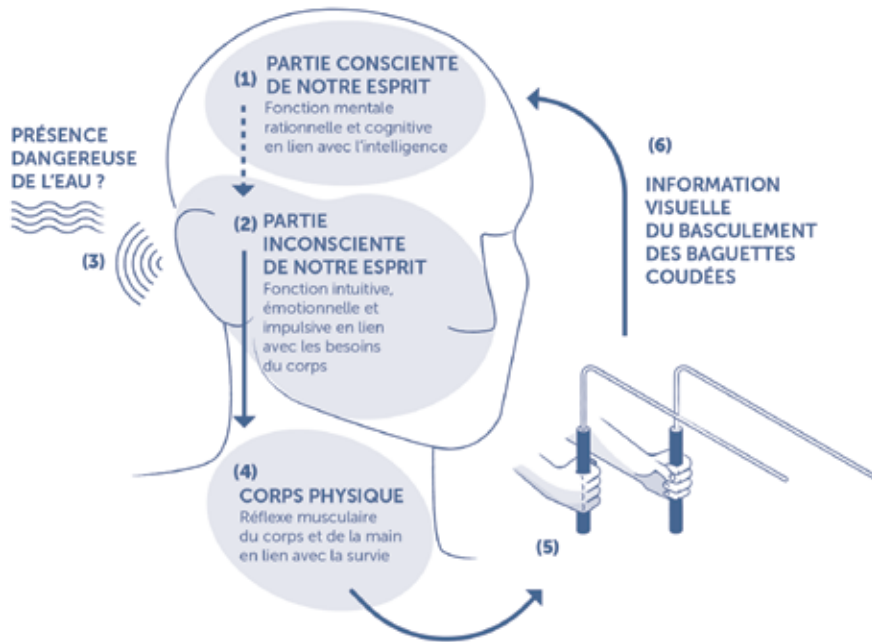 (1) PARTIE CONSCIENTE
DE NOTRE ESPRIT
Fonction mentale
rationnelle et cognitive
en lien avec l'intelligence
PRÉSENCE
DANGEREUSE
DE L'EAU ?
(3)
(2) PARTIE
INCONSCIENTE
DE NOTRE ESPRIT
Fonction intuitive,
émotionnelle et
impulsive en lien
avec les besoins
du corps
(4)
CORPS PHYSIQUE
Réflexe musculaire
du corps et de la main
en lien avec la survie
(5)
(6)
INFORMATION
VISUELLE
DU BASCULEMENT
DES BAGUETTES
COUDÉES